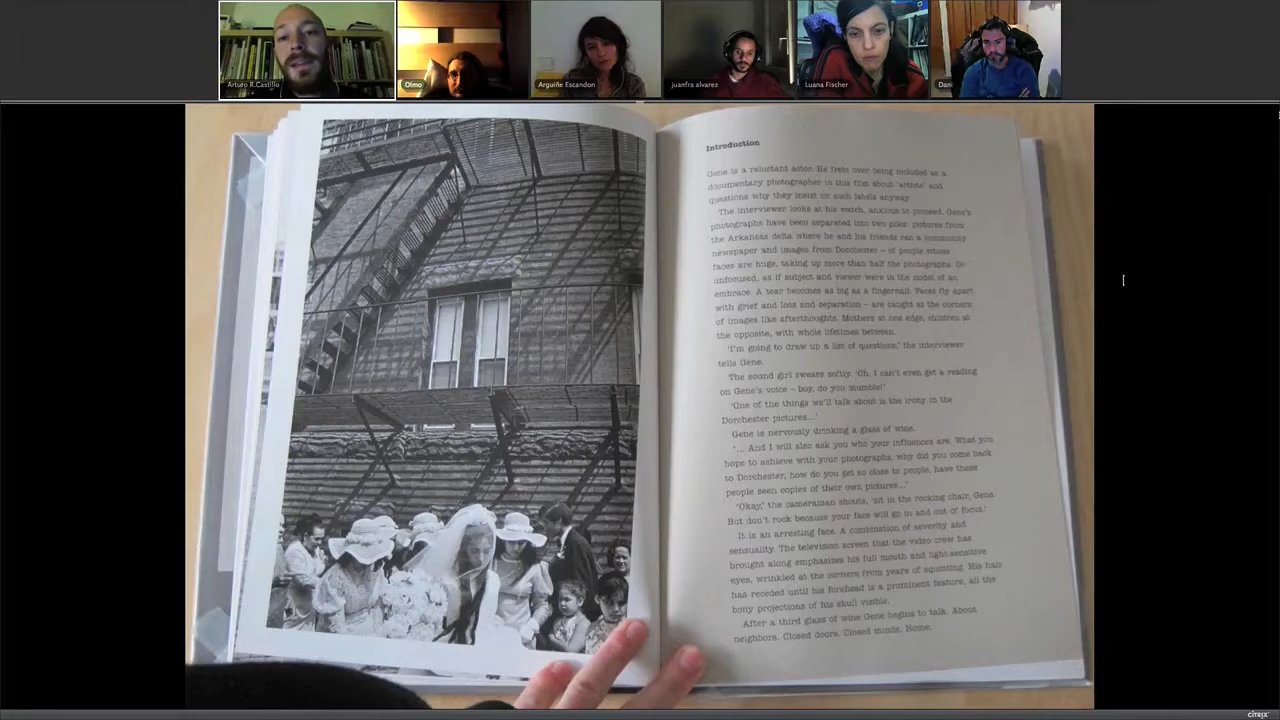 Arturo R.Castillo
Olmo
Arguiñe Escandon
juanfra alvarez
Luana Fischer
Dani
Introduction
Gene is a reluctant actor. He frets over being included as a
documentary photographer in this film about 'artists' and
questions why they insist on such labels anyway
The interviewer looks at his watch, anxious to proceed. Gene's
photographs have been separated into two piles: pictures from
the Arkansas delta where he and his friends ran a community
newspaper and images from Dorchester – of people whose
faces are huge, taking up more than half the photographs. Or
unfocused, as if subject and viewer were in the midst of an
embrace. A tear becomes as big as a fingernail. Faces fly apart
with grief and loss and separation – are caught at the corners
of images like afterthoughts. Mothers at one edge, children at
the opposite, with whole lifetimes between.
'I'm going to draw up a list of questions,' the interviewer
tells Gene.
The sound girl swears softly. 'Oh, I can't even get a reading
on Gene's voice – boy, do you mumble!'
'One of the things we'll talk about is the irony in the
Dorchester pictures...'
Gene is nervously drinking a glass of wine.
'... And I will also ask you who your influences are. What you
hope to achieve with your photographs, why did you come back
to Dorchester, how do you get so close to people, have these
people seen copies of their own pictures...'
'Okay,' the cameraman shouts, 'sit in the rocking chair, Gene.
But don't rock because your face will go in and out of focus.'
It is an arresting face. A combination of severity and
sensuality. The television screen that the video crew has
brought along emphasizes his full mouth and light-sensitive
eyes, wrinkled at the corners from years of squinting. His hair
has receded until his forehead is a prominent feature, all the
bony projections of his skull visible.
After a third glass of wine Gene begins to talk. About
neighbors. Closed doors. Closed minds. Home.
CITRIX